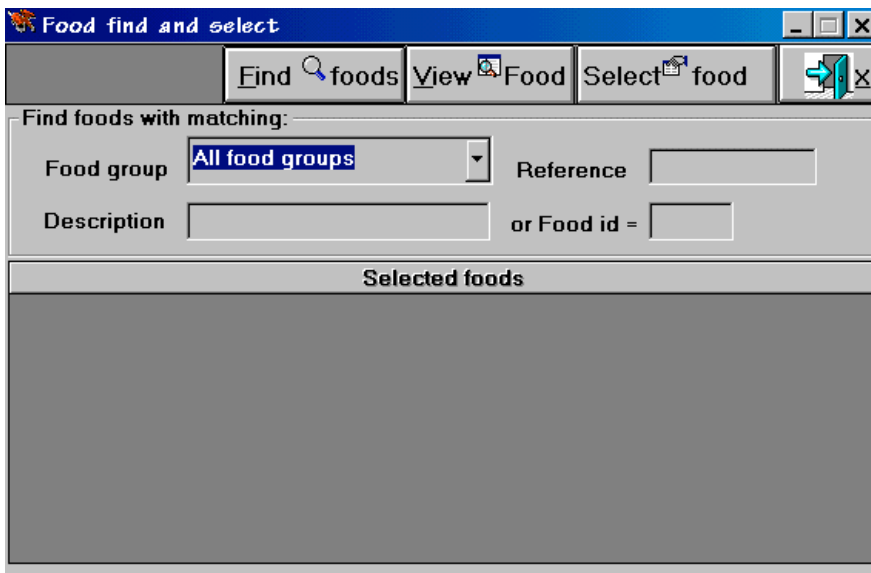 Food find and select
Find foods View Food Select food x
Find foods with matching:
Food group All food groups Reference
Description or Food id =
Selected foods